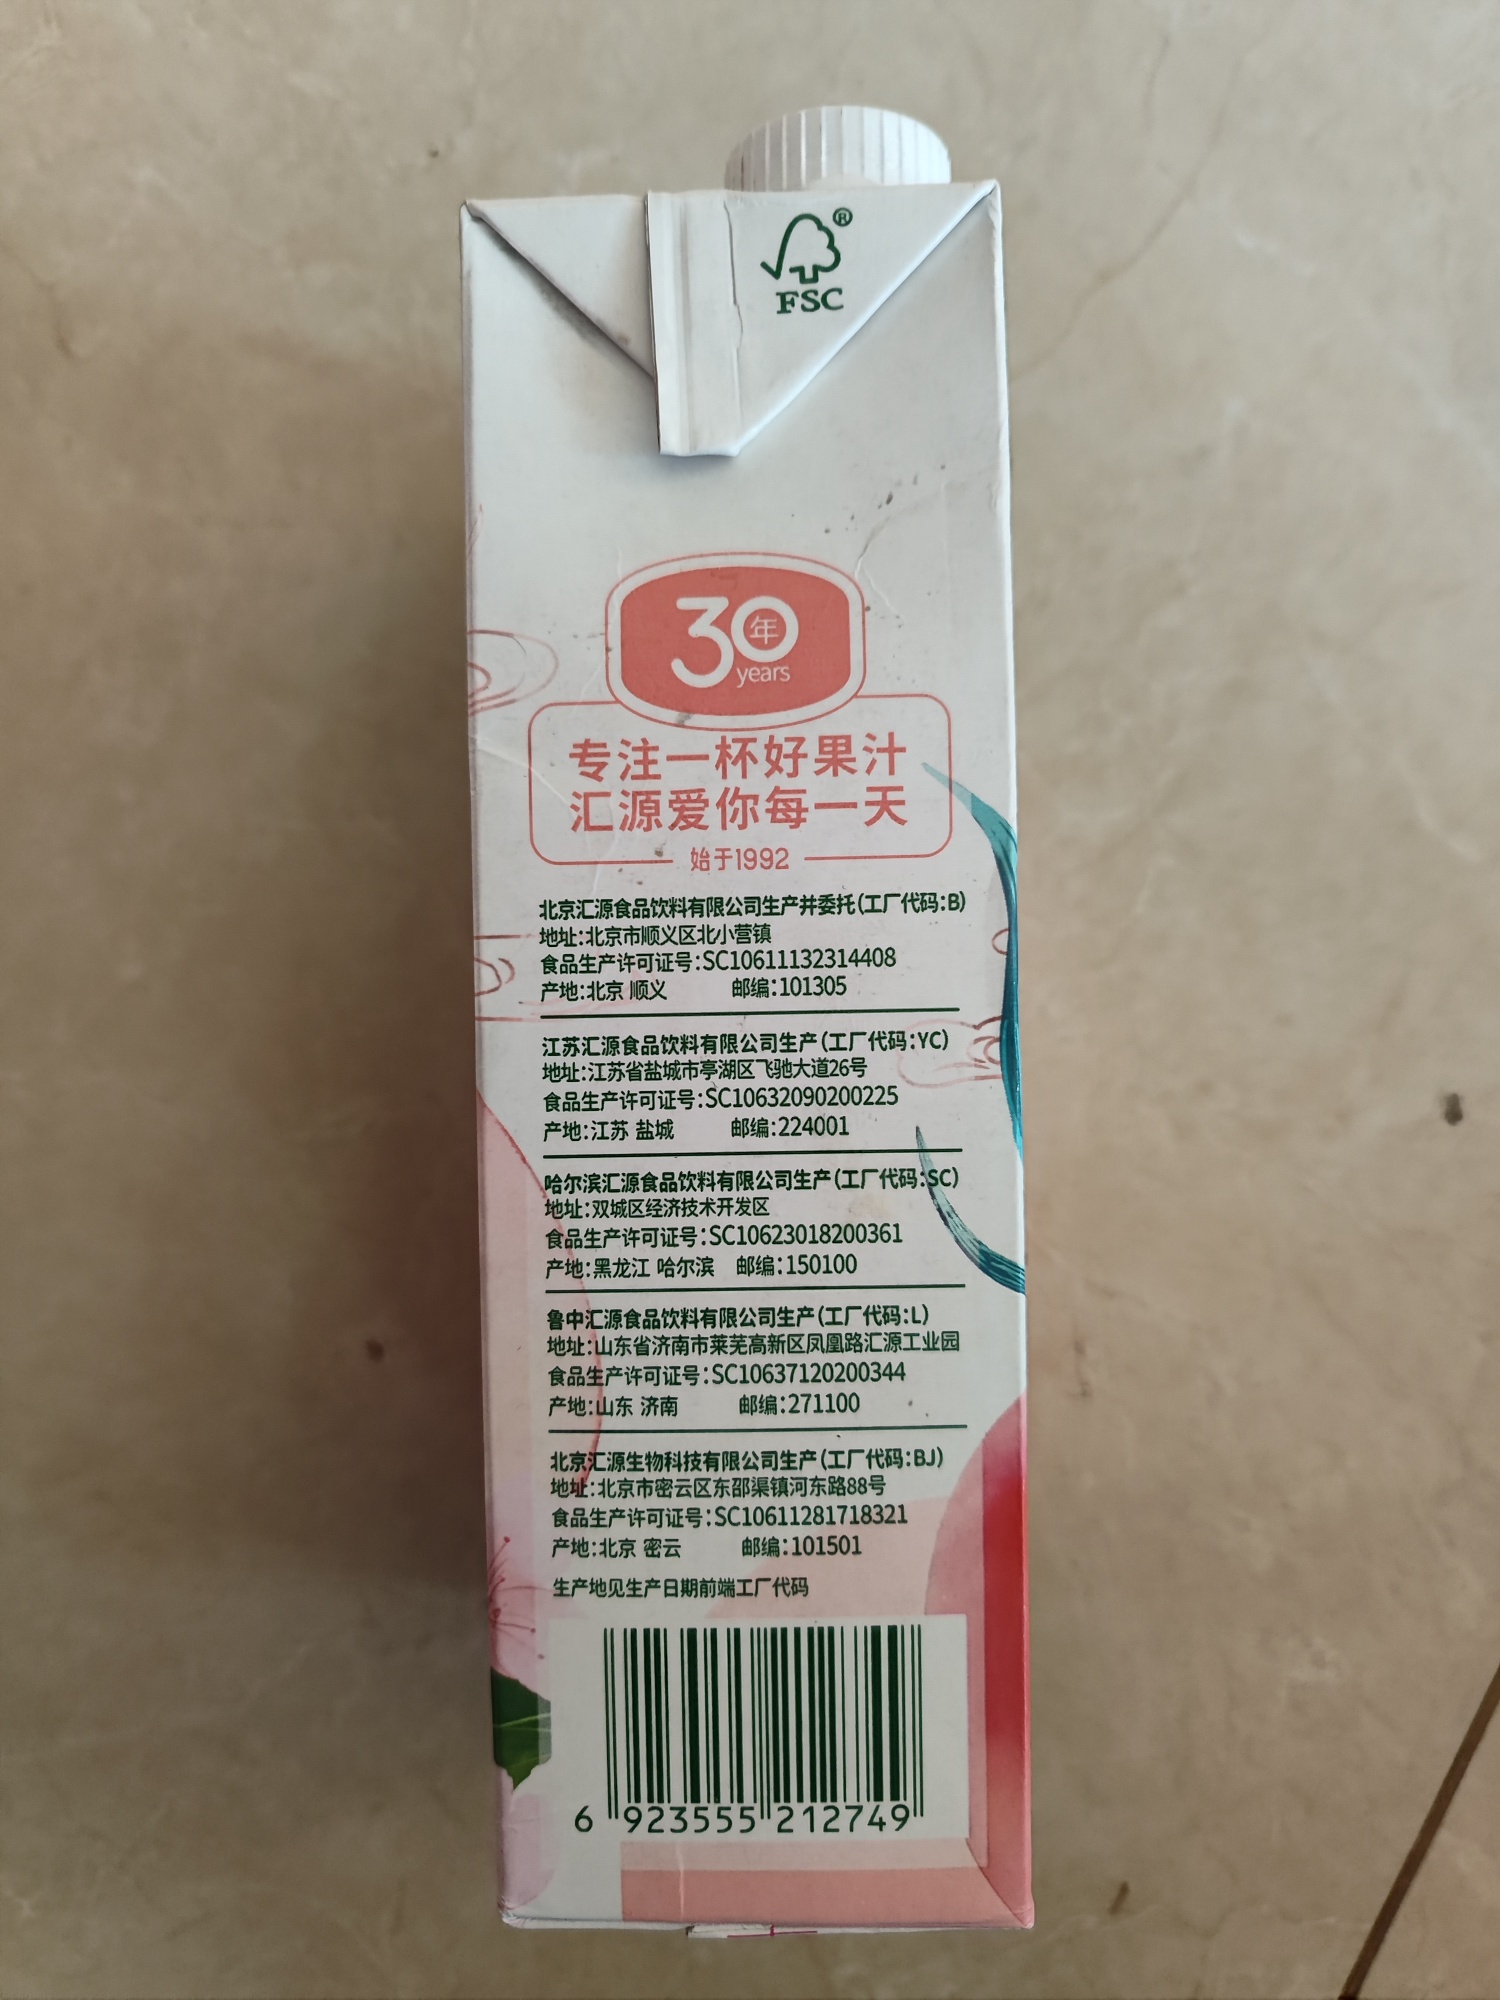 ®
FSC
30年
years
专注一杯好果汁
汇源爱你每一天
始于1992
北京汇源食品饮料有限公司生产并委托(工厂代码:B)
地址:北京市顺义区北小营镇
食品生产许可证号:SC10611132314408
产地:北京 顺义 邮编:101305
江苏汇源食品饮料有限公司生产(工厂代码:YC)
地址:江苏省盐城市亭湖区飞驰大道26号
食品生产许可证号:SC10632090200225
产地:江苏 盐城 邮编:224001
哈尔滨汇源食品饮料有限公司生产(工厂代码:SC)
地址:双城区经济技术开发区
食品生产许可证号:SC10623018200361
产地:黑龙江 哈尔滨 邮编:150100
鲁中汇源食品饮料有限公司生产(工厂代码:L)
地址:山东省济南市莱芜高新区凤凰路汇源工业园
食品生产许可证号:SC10637120200344
产地:山东 济南 邮编:271100
北京汇源生物科技有限公司生产(工厂代码:BJ)
地址:北京市密云区东邵渠镇河东路88号
食品生产许可证号:SC10611281718321
产地:北京 密云 邮编:101501
生产地见生产日期前端工厂代码
6 923555 212749